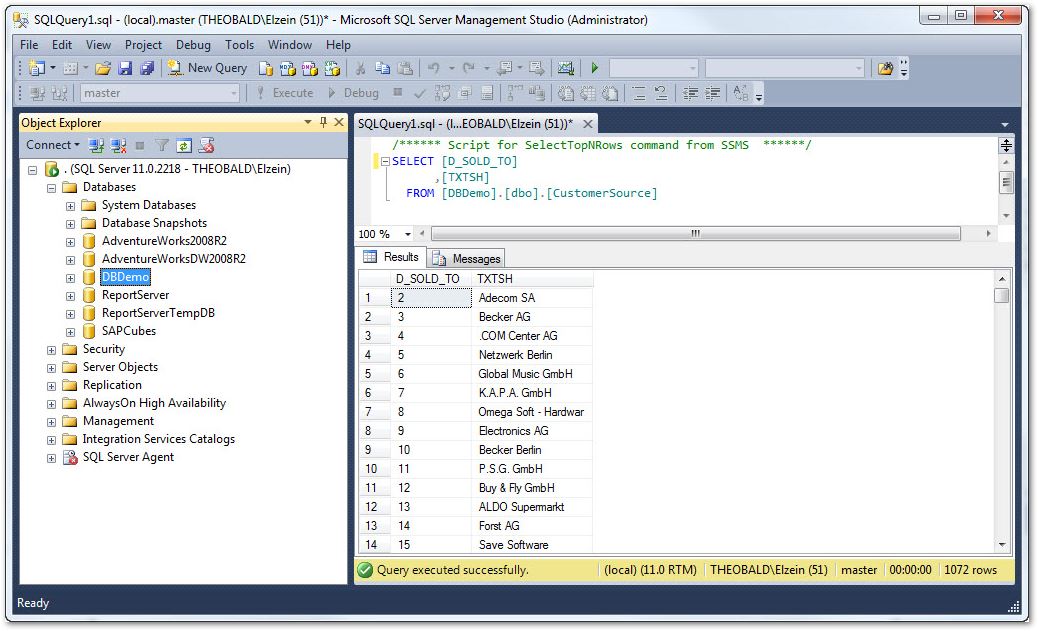 SQLQuery1.sql - (local).master (THEOBALD\Elzein (51))* - Microsoft SQL Server Management Studio (Administrator)
File Edit View Project Debug Tools Window Help
New Query
master Execute Debug
Object Explorer
Connect
. (SQL Server 11.0.2218 - THEOBALD\Elzein)
Databases
System Databases
Database Snapshots
AdventureWorks2008R2
AdventureWorksDW2008R2
DBDemo
ReportServer
ReportServerTempDB
SAPCubes
Security
Server Objects
Replication
AlwaysOn High Availability
Management
Integration Services Catalogs
SQL Server Agent
SQLQuery1.sql - (l...EOBALD\Elzein (51))*
/****** Script for SelectTopNRows command from SSMS ******/
SELECT [D_SOLD_TO]
,[TXTSH]
FROM [DBDemo].[dbo].[CustomerSource]
100 %
Results Messages
D_SOLD_TO TXTSH
1 2 Adecom SA
2 3 Becker AG
3 4 .COM Center AG
4 5 Netzwerk Berlin
5 6 Global Music GmbH
6 7 K.A.P.A. GmbH
7 8 Omega Soft - Hardwar
8 9 Electronics AG
9 10 Becker Berlin
10 11 P.S.G. GmbH
11 12 Buy & Fly GmbH
12 13 ALDO Supermarkt
13 14 Forst AG
14 15 Save Software
Query executed successfully. (local) (11.0 RTM) THEOBALD\Elzein (51) master 00:00:00 1072 rows
Ready